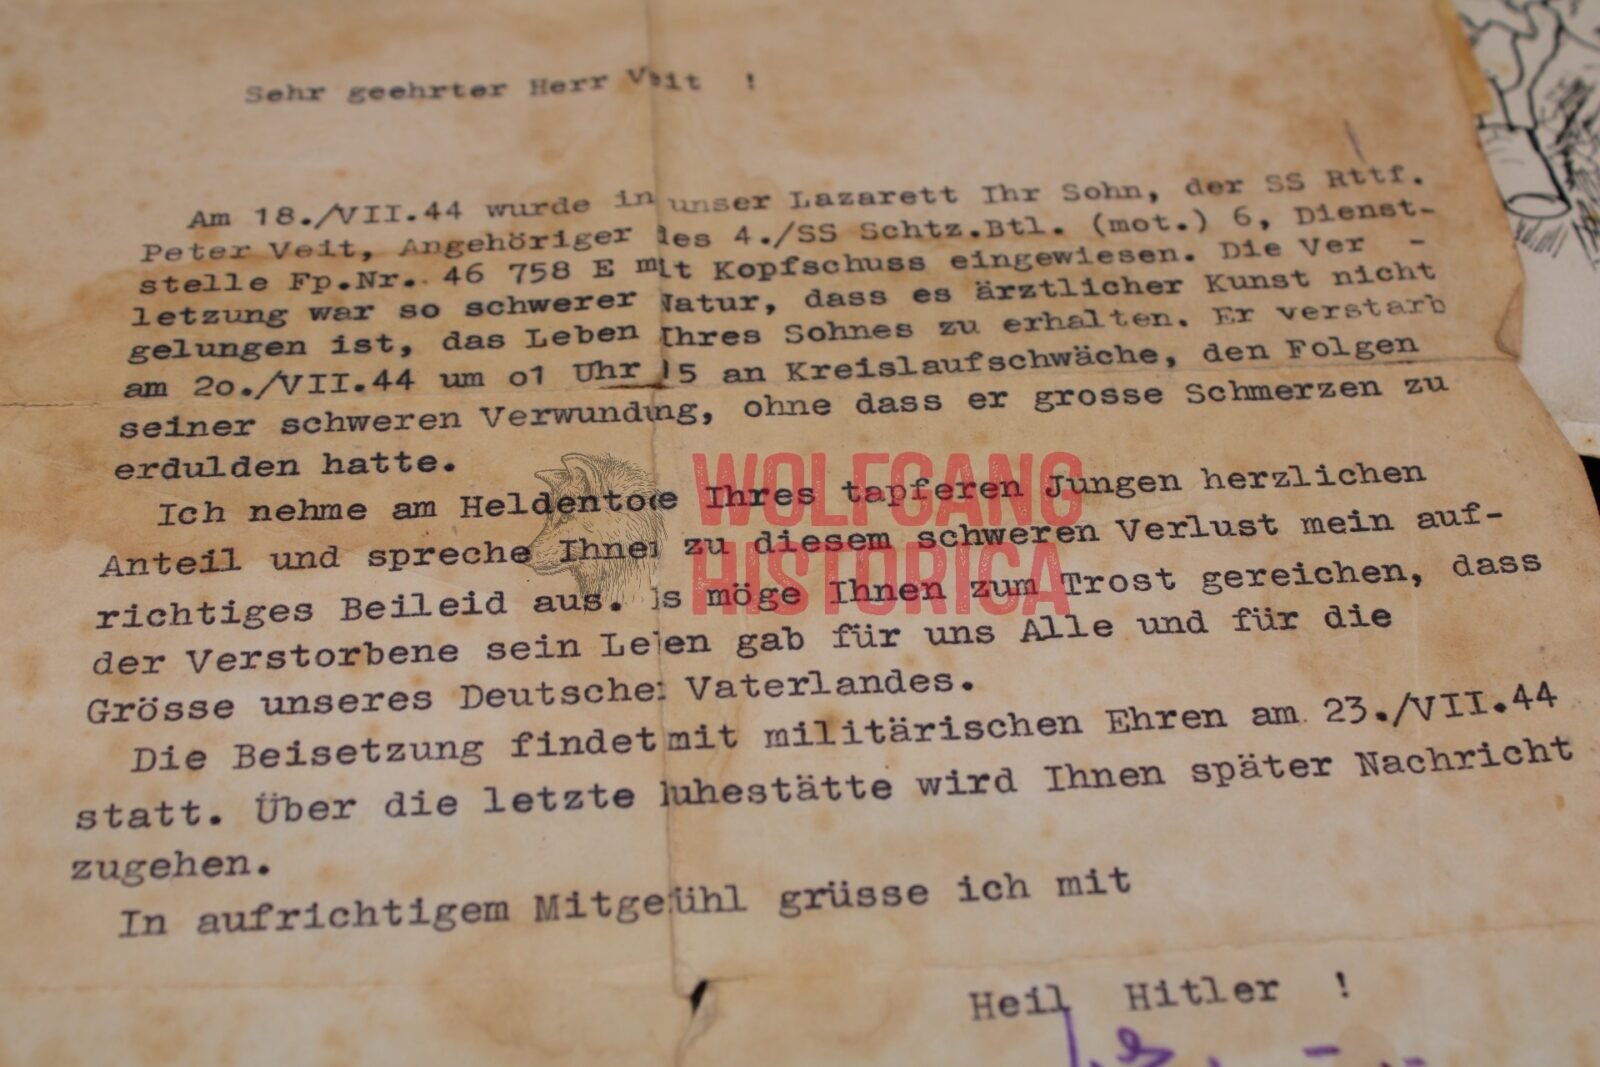 Sehr geehrter Herr Veit !
Am 18./VII.44 wurde in unser Lazarett Ihr Sohn, der SS Rttf.
Peter Veit, Angehöriger des 4./SS Schtz.Btl. (mot.) 6, Dienst-
stelle Fp.Nr. 46 758 E mit Kopfschuss eingewiesen. Die Ver -
letzung war so schwerer Natur, dass es ärztlicher Kunst nicht
gelungen ist, das Leben Ihres Sohnes zu erhalten. Er verstarb
am 2o./VII.44 um o1 Uhr 15 an Kreislaufschwäche, den Folgen
seiner schweren Verwundung, ohne dass er grosse Schmerzen zu
erdulden hatte.
Ich nehme am Heldentode Ihres tapferen Jungen herzlichen
Anteil und spreche Ihnen zu diesem schweren Verlust mein auf-
richtiges Beileid aus. Es möge Ihnen zum Trost gereichen, dass
der Verstorbene sein Leben gab für uns Alle und für die
Grösse unseres Deutschen Vaterlandes.
Die Beisetzung findet mit militärischen Ehren am 23./VII.44
statt. Über die letzte Ruhestätte wird Ihnen später Nachricht
zugehen.
In aufrichtigem Mitgefühl grüsse ich mit
Heil Hitler !
WOLFGANG
HISTORICA